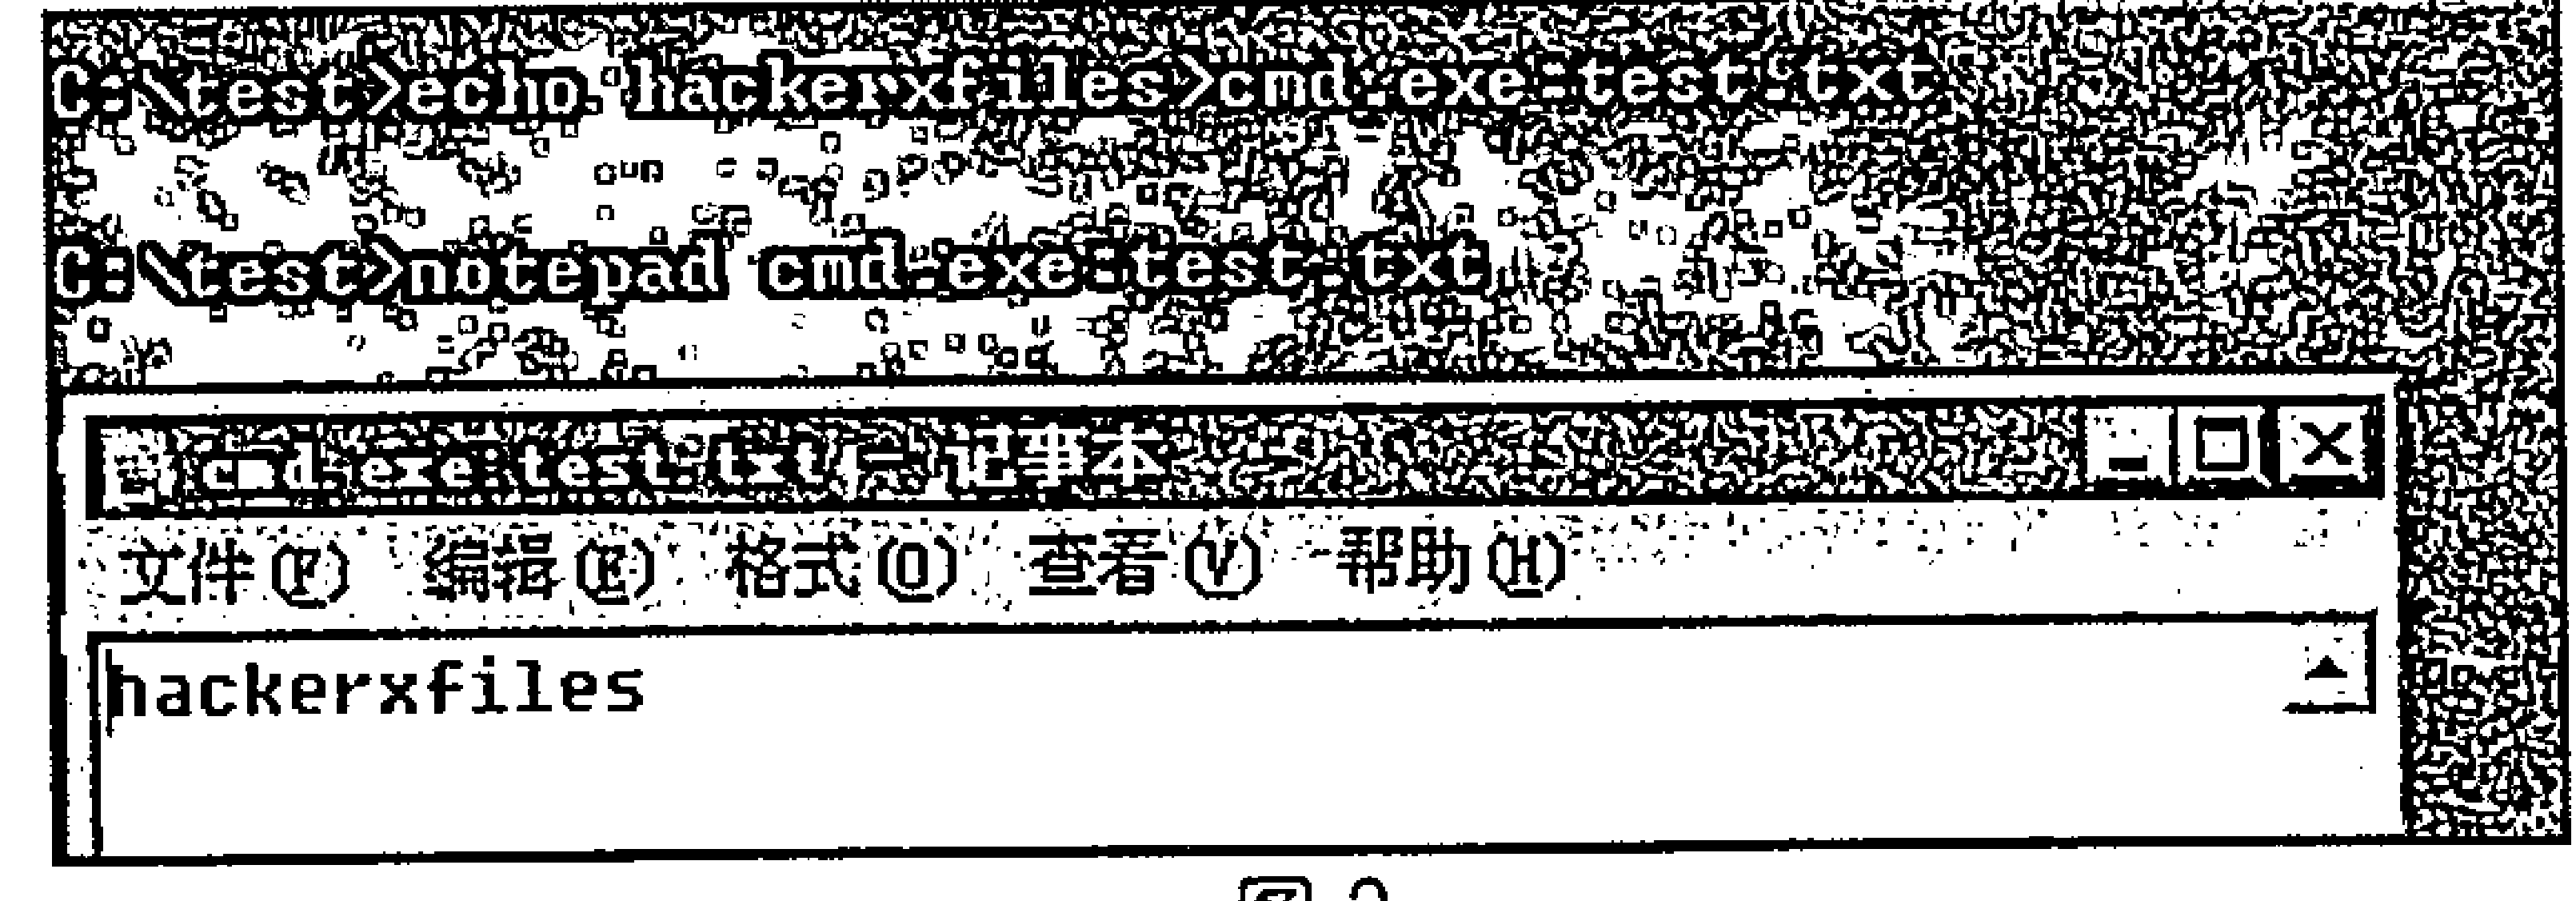 C:\test>echo hackerxfiles>cmd.exe:test.txt
C:\test>notepad cmd.exe:test.txt
cmd.exe:test.txt - 记事本
文件(F) 编辑(E) 格式(O) 查看(V) 帮助(H)
hackerxfiles